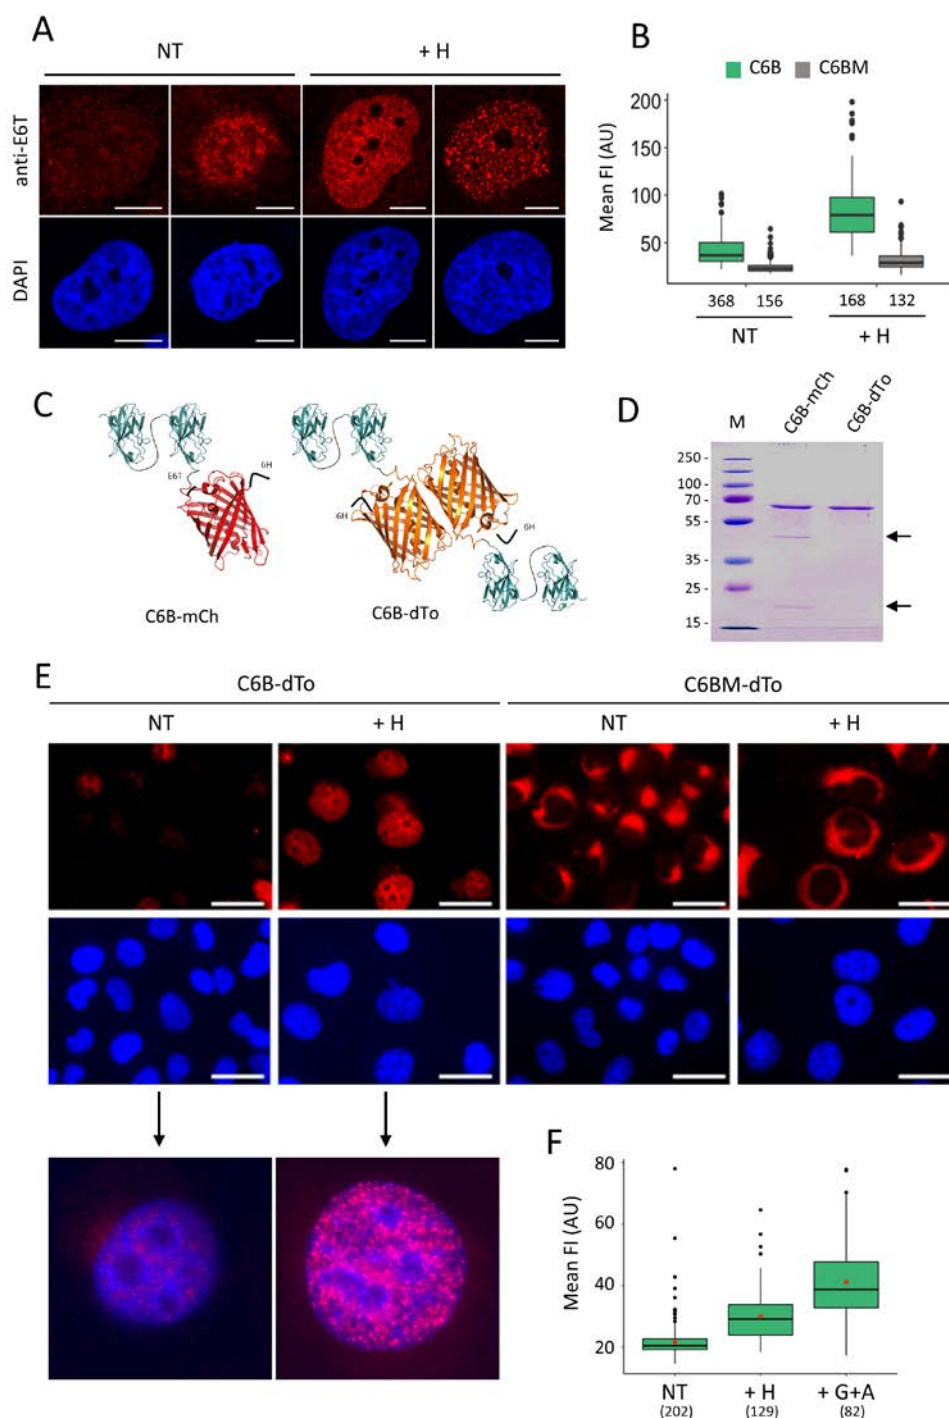 A
NT
+ H
anti-E6T
DAPI
B
C6B
C6BM
Mean FI (AU)
200
150
100
50
368
156
168
132
NT
+ H
C
E6T
6H
6H
6H
C6B-mCh
C6B-dTo
D
M
C6B-mCh
C6B-dTo
250 -
100 -
70 -
55 -
35 -
25 -
15 -
E
C6B-dTo
C6BM-dTo
NT
+ H
NT
+ H
F
Mean FI (AU)
80
60
40
20
NT
+ H
+ G+A
(202)
(129)
(82)